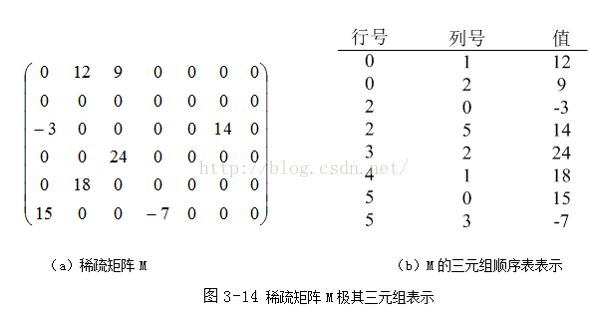 0 12 9 0 0 0 0
0 0 0 0 0 0 0
-3 0 0 0 0 14 0
0 0 24 0 0 0 0
0 18 0 0 0 0 0
15 0 0 -7 0 0 0
(a)稀疏矩阵 M
行号 列号 值
0 1 12
0 2 9
2 0 -3
2 5 14
3 2 24
4 1 18
5 0 15
5 3 -7
(b)M 的三元组顺序表表示
http://blog.csdn.net/
图 3-14 稀疏矩阵 M 极其三元组表示